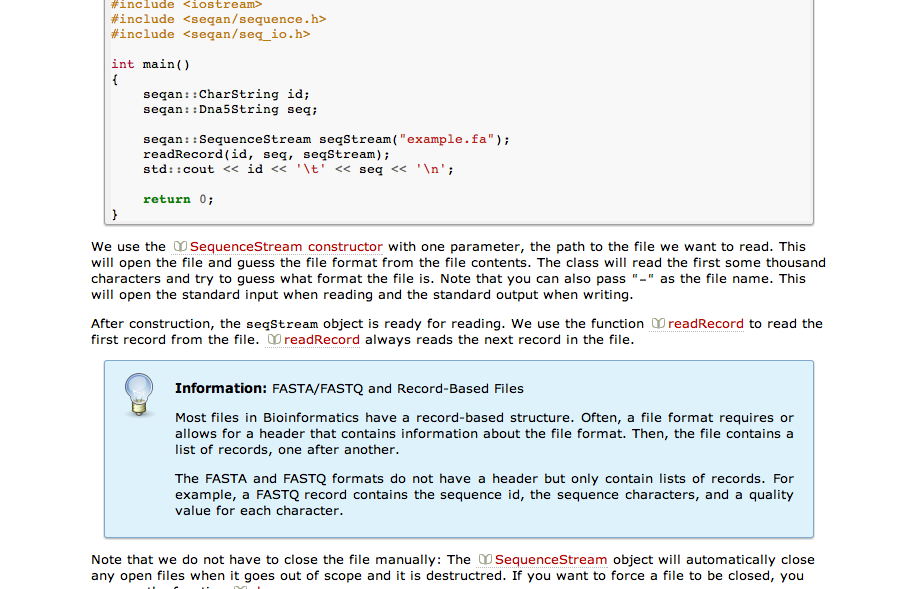 #include <iostream>
#include <seqan/sequence.h>
#include <seqan/seq_io.h>
int main()
{
    seqan::CharString id;
    seqan::Dna5String seq;
    seqan::SequenceStream seqStream("example.fa");
    readRecord(id, seq, seqStream);
    std::cout << id << '\t' << seq << '\n';
    return 0;
}
We use the SequenceStream constructor with one parameter, the path to the file we want to read. This
will open the file and guess the file format from the file contents. The class will read the first some thousand
characters and try to guess what format the file is. Note that you can also pass "-" as the file name. This
will open the standard input when reading and the standard output when writing.
After construction, the seqStream object is ready for reading. We use the function readRecord to read the
first record from the file. readRecord always reads the next record in the file.
Information: FASTA/FASTQ and Record-Based Files
Most files in Bioinformatics have a record-based structure. Often, a file format requires or
allows for a header that contains information about the file format. Then, the file contains a
list of records, one after another.
The FASTA and FASTQ formats do not have a header but only contain lists of records. For
example, a FASTQ record contains the sequence id, the sequence characters, and a quality
value for each character.
Note that we do not have to close the file manually: The SequenceStream object will automatically close
any open files when it goes out of scope and it is destructred. If you want to force a file to be closed, you